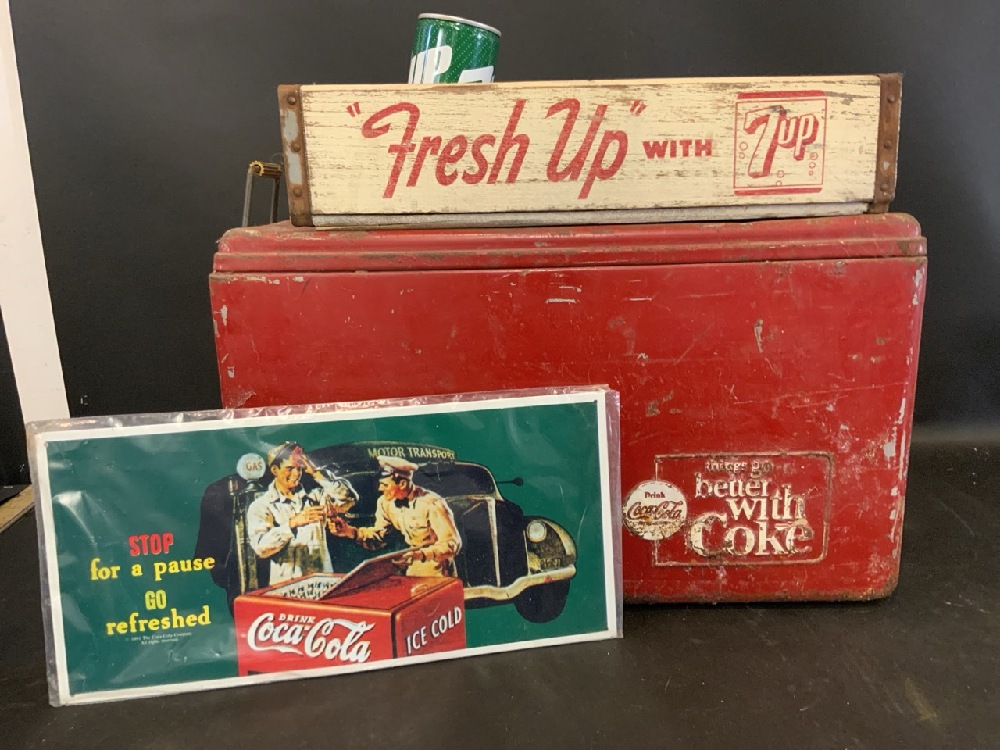 UP
"Fresh Up" WITH 7up
things go
better
with
Coke
Drink
Coca-Cola
MOTOR TRANSPORT
GAS
STOP
for a pause
GO
refreshed
DRINK
Coca-Cola
ICE COLD